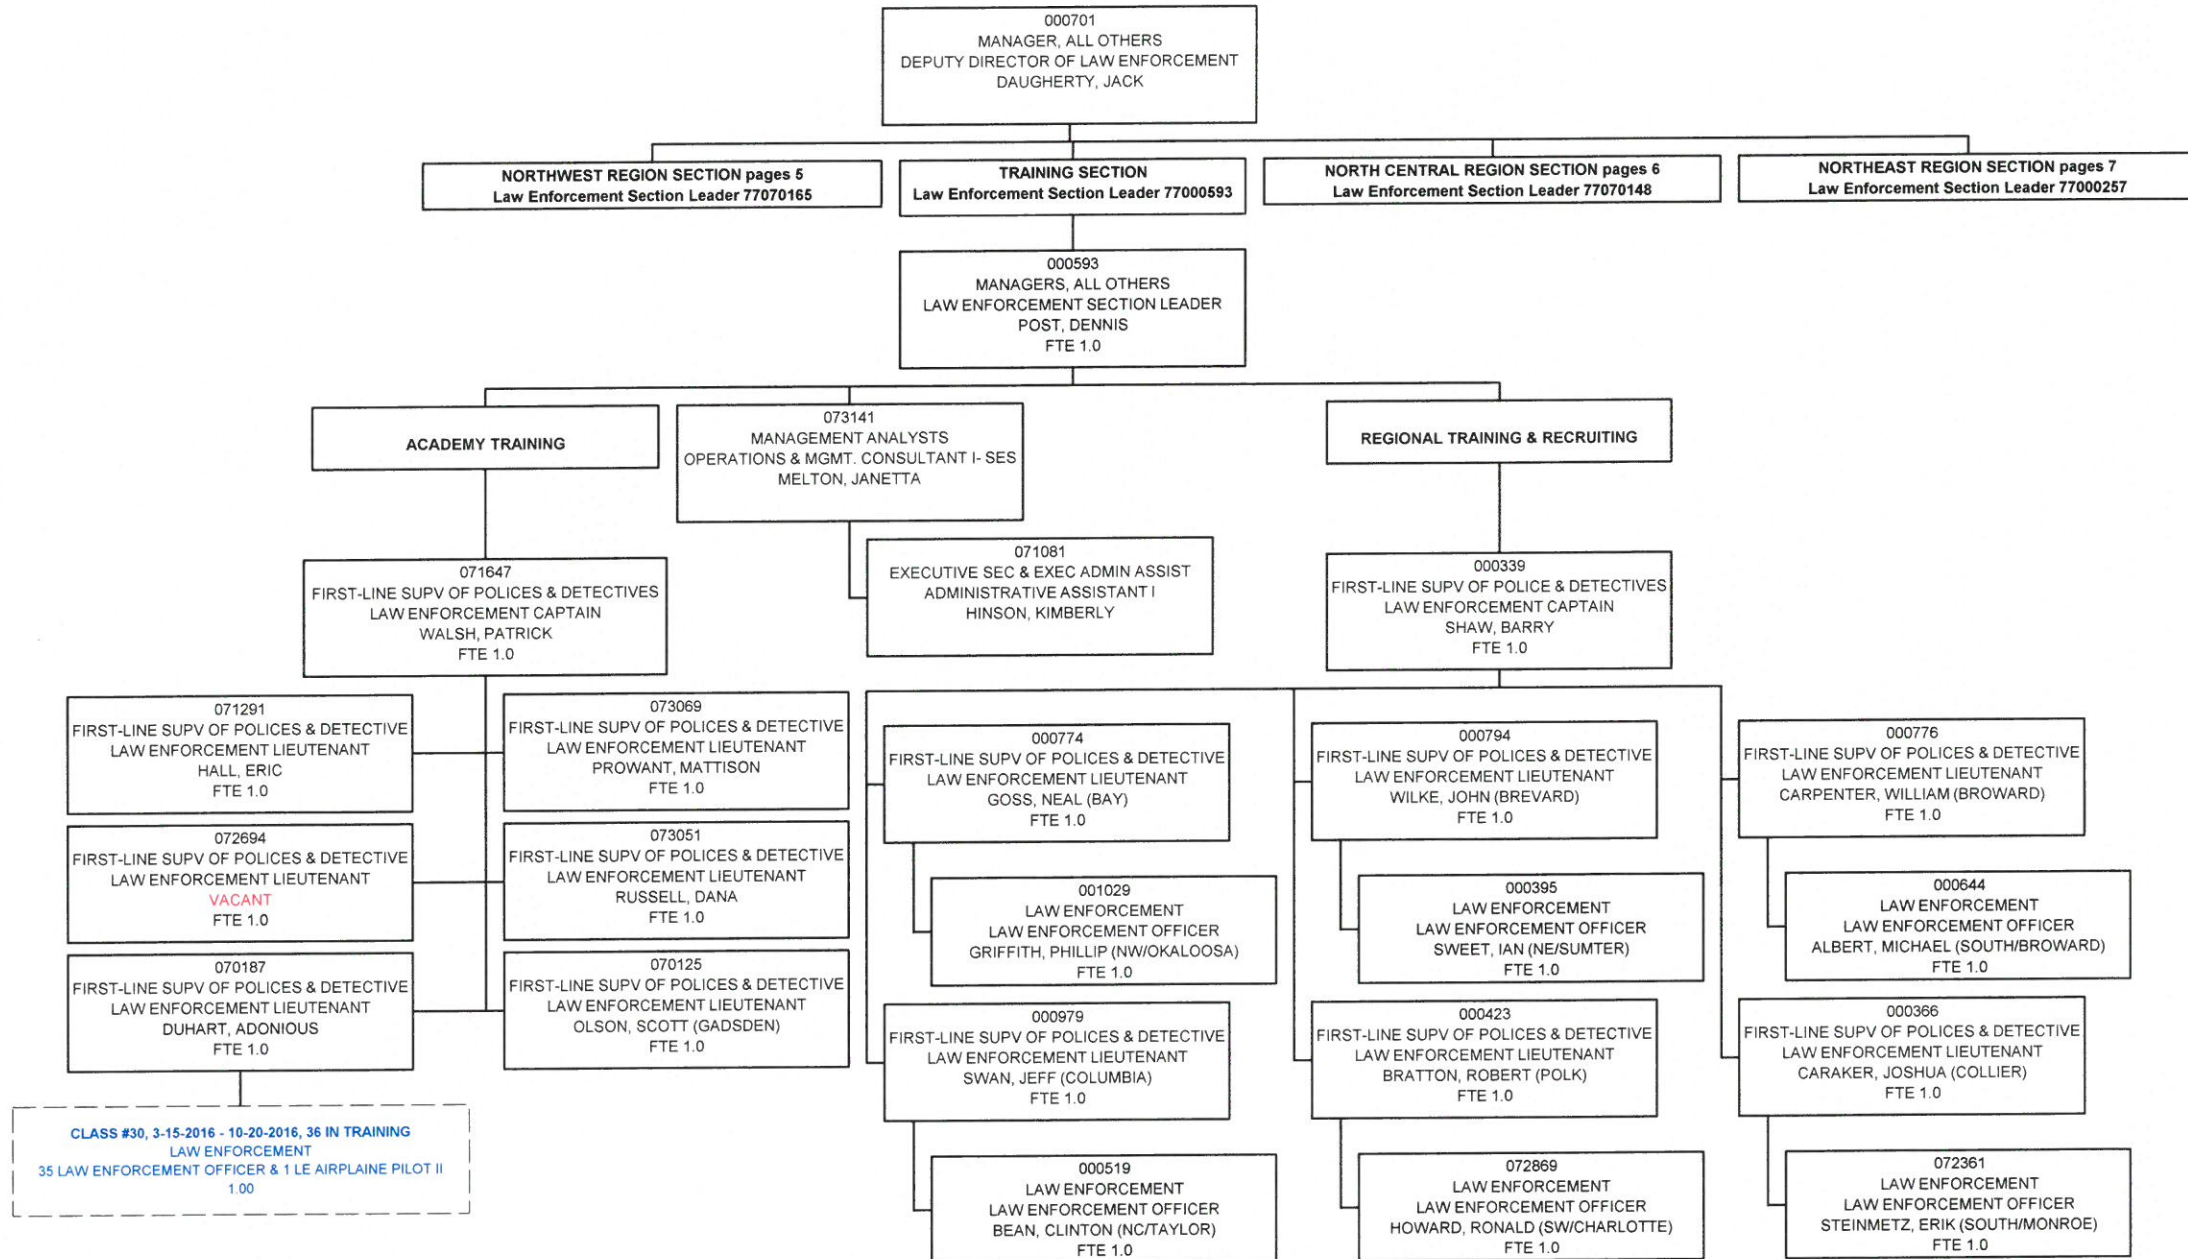 000701
MANAGER, ALL OTHERS
DEPUTY DIRECTOR OF LAW ENFORCEMENT
DAUGHERTY, JACK
NORTHWEST REGION SECTION pages 5
Law Enforcement Section Leader 77070165
TRAINING SECTION
Law Enforcement Section Leader 77000593
NORTH CENTRAL REGION SECTION pages 6
Law Enforcement Section Leader 77070148
NORTHEAST REGION SECTION pages 7
Law Enforcement Section Leader 77000257
000593
MANAGERS, ALL OTHERS
LAW ENFORCEMENT SECTION LEADER
POST, DENNIS
FTE 1.0
ACADEMY TRAINING
073141
MANAGEMENT ANALYSTS
OPERATIONS & MGMT. CONSULTANT I- SES
MELTON, JANETTA
REGIONAL TRAINING & RECRUITING
071647
FIRST-LINE SUPV OF POLICES & DETECTIVES
LAW ENFORCEMENT CAPTAIN
WALSH, PATRICK
FTE 1.0
071081
EXECUTIVE SEC & EXEC ADMIN ASSIST
ADMINISTRATIVE ASSISTANT I
HINSON, KIMBERLY
000339
FIRST-LINE SUPV OF POLICE & DETECTIVES
LAW ENFORCEMENT CAPTAIN
SHAW, BARRY
FTE 1.0
071291
FIRST-LINE SUPV OF POLICES & DETECTIVE
LAW ENFORCEMENT LIEUTENANT
HALL, ERIC
FTE 1.0
073069
FIRST-LINE SUPV OF POLICES & DETECTIVE
LAW ENFORCEMENT LIEUTENANT
PROWANT, MATTISON
FTE 1.0
072694
FIRST-LINE SUPV OF POLICES & DETECTIVE
LAW ENFORCEMENT LIEUTENANT
VACANT
FTE 1.0
073051
FIRST-LINE SUPV OF POLICES & DETECTIVE
LAW ENFORCEMENT LIEUTENANT
RUSSELL, DANA
FTE 1.0
070187
FIRST-LINE SUPV OF POLICES & DETECTIVE
LAW ENFORCEMENT LIEUTENANT
DUHART, ADONIOUS
FTE 1.0
070125
FIRST-LINE SUPV OF POLICES & DETECTIVE
LAW ENFORCEMENT LIEUTENANT
OLSON, SCOTT (GADSDEN)
FTE 1.0
CLASS #30, 3-15-2016 - 10-20-2016, 36 IN TRAINING
LAW ENFORCEMENT
35 LAW ENFORCEMENT OFFICER & 1 LE AIRPLAINE PILOT II
1.00
000774
FIRST-LINE SUPV OF POLICES & DETECTIVE
LAW ENFORCEMENT LIEUTENANT
GOSS, NEAL (BAY)
FTE 1.0
001029
LAW ENFORCEMENT
LAW ENFORCEMENT OFFICER
GRIFFITH, PHILLIP (NW/OKALOOSA)
FTE 1.0
000979
FIRST-LINE SUPV OF POLICES & DETECTIVE
LAW ENFORCEMENT LIEUTENANT
SWAN, JEFF (COLUMBIA)
FTE 1.0
000519
LAW ENFORCEMENT
LAW ENFORCEMENT OFFICER
BEAN, CLINTON (NC/TAYLOR)
FTE 1.0
000794
FIRST-LINE SUPV OF POLICES & DETECTIVE
LAW ENFORCEMENT LIEUTENANT
WILKE, JOHN (BREVARD)
FTE 1.0
000395
LAW ENFORCEMENT
LAW ENFORCEMENT OFFICER
SWEET, IAN (NE/SUMTER)
FTE 1.0
000423
FIRST-LINE SUPV OF POLICES & DETECTIVE
LAW ENFORCEMENT LIEUTENANT
BRATTON, ROBERT (POLK)
FTE 1.0
072869
LAW ENFORCEMENT
LAW ENFORCEMENT OFFICER
HOWARD, RONALD (SW/CHARLOTTE)
FTE 1.0
000776
FIRST-LINE SUPV OF POLICES & DETECTIVE
LAW ENFORCEMENT LIEUTENANT
CARPENTER, WILLIAM (BROWARD)
FTE 1.0
000644
LAW ENFORCEMENT
LAW ENFORCEMENT OFFICER
ALBERT, MICHAEL (SOUTH/BROWARD)
FTE 1.0
000366
FIRST-LINE SUPV OF POLICES & DETECTIVE
LAW ENFORCEMENT LIEUTENANT
CARAKER, JOSHUA (COLLIER)
FTE 1.0
072361
LAW ENFORCEMENT
LAW ENFORCEMENT OFFICER
STEINMETZ, ERIK (SOUTH/MONROE)
FTE 1.0